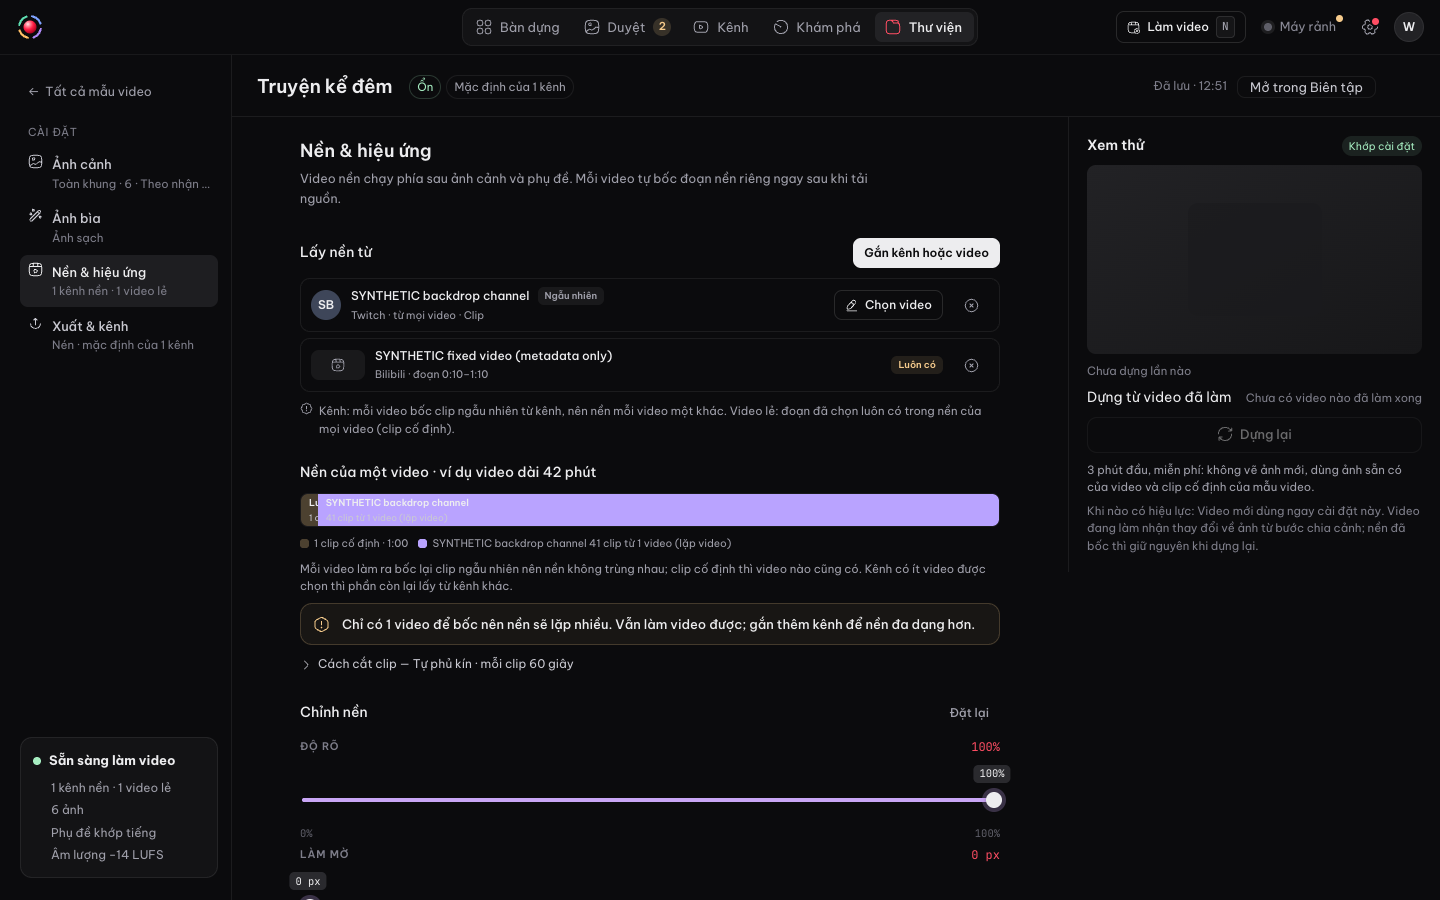 Bàn dựng
Duyệt 2
Kênh
Khám phá
Thư viện
Làm video N
Máy rảnh
W
← Tất cả mẫu video
CÀI ĐẶT
Ảnh cảnh
Toàn khung · 6 · Theo nhận ...
Ảnh bìa
Ảnh sạch
Nền & hiệu ứng
1 kênh nền · 1 video lẻ
Xuất & kênh
Nén · mặc định của 1 kênh
Sẵn sàng làm video
1 kênh nền · 1 video lẻ
6 ảnh
Phụ đề khớp tiếng
Âm lượng -14 LUFS
Truyện kể đêm
Ổn
Mặc định của 1 kênh
Đã lưu · 12:51
Mở trong Biên tập
Nền & hiệu ứng
Video nền chạy phía sau ảnh cảnh và phụ đề. Mỗi video tự bốc đoạn nền riêng ngay sau khi tải
nguồn.
Lấy nền từ
Gắn kênh hoặc video
SB
SYNTHETIC backdrop channel
Ngẫu nhiên
Twitch · từ mọi video · Clip
Chọn video
SYNTHETIC fixed video (metadata only)
Bilibili · đoạn 0:10–1:10
Luôn có
Kênh: mỗi video bốc clip ngẫu nhiên từ kênh, nên nền mỗi video một khác. Video lẻ: đoạn đã chọn luôn có trong nền của
mọi video (clip cố định).
Nền của một video · ví dụ video dài 42 phút
SYNTHETIC backdrop channel
41 clip từ 1 video (lặp video)
1 clip cố định · 1:00
SYNTHETIC backdrop channel 41 clip từ 1 video (lặp video)
Mỗi video làm ra bốc lại clip ngẫu nhiên nên nền không trùng nhau; clip cố định thì video nào cũng có. Kênh có ít video được
chọn thì phần còn lại lấy từ kênh khác.
Chỉ có 1 video để bốc nên nền sẽ lặp nhiều. Vẫn làm video được; gắn thêm kênh để nền đa dạng hơn.
Cách cắt clip — Tự phủ kín · mỗi clip 60 giây
Chỉnh nền
Đặt lại
ĐỘ RÕ
100%
100%
0%
100%
LÀM MỜ
0 px
0 px
Xem thử
Khớp cài đặt
Chưa dựng lần nào
Dựng từ video đã làm
Chưa có video nào đã làm xong
Dựng lại
3 phút đầu, miễn phí: không vẽ ảnh mới, dùng ảnh sẵn có
của video và clip cố định của mẫu video.
Khi nào có hiệu lực: Video mới dùng ngay cài đặt này. Video
đang làm nhận thay đổi về ảnh từ bước chia cảnh; nền đã
bốc thì giữ nguyên khi dựng lại.